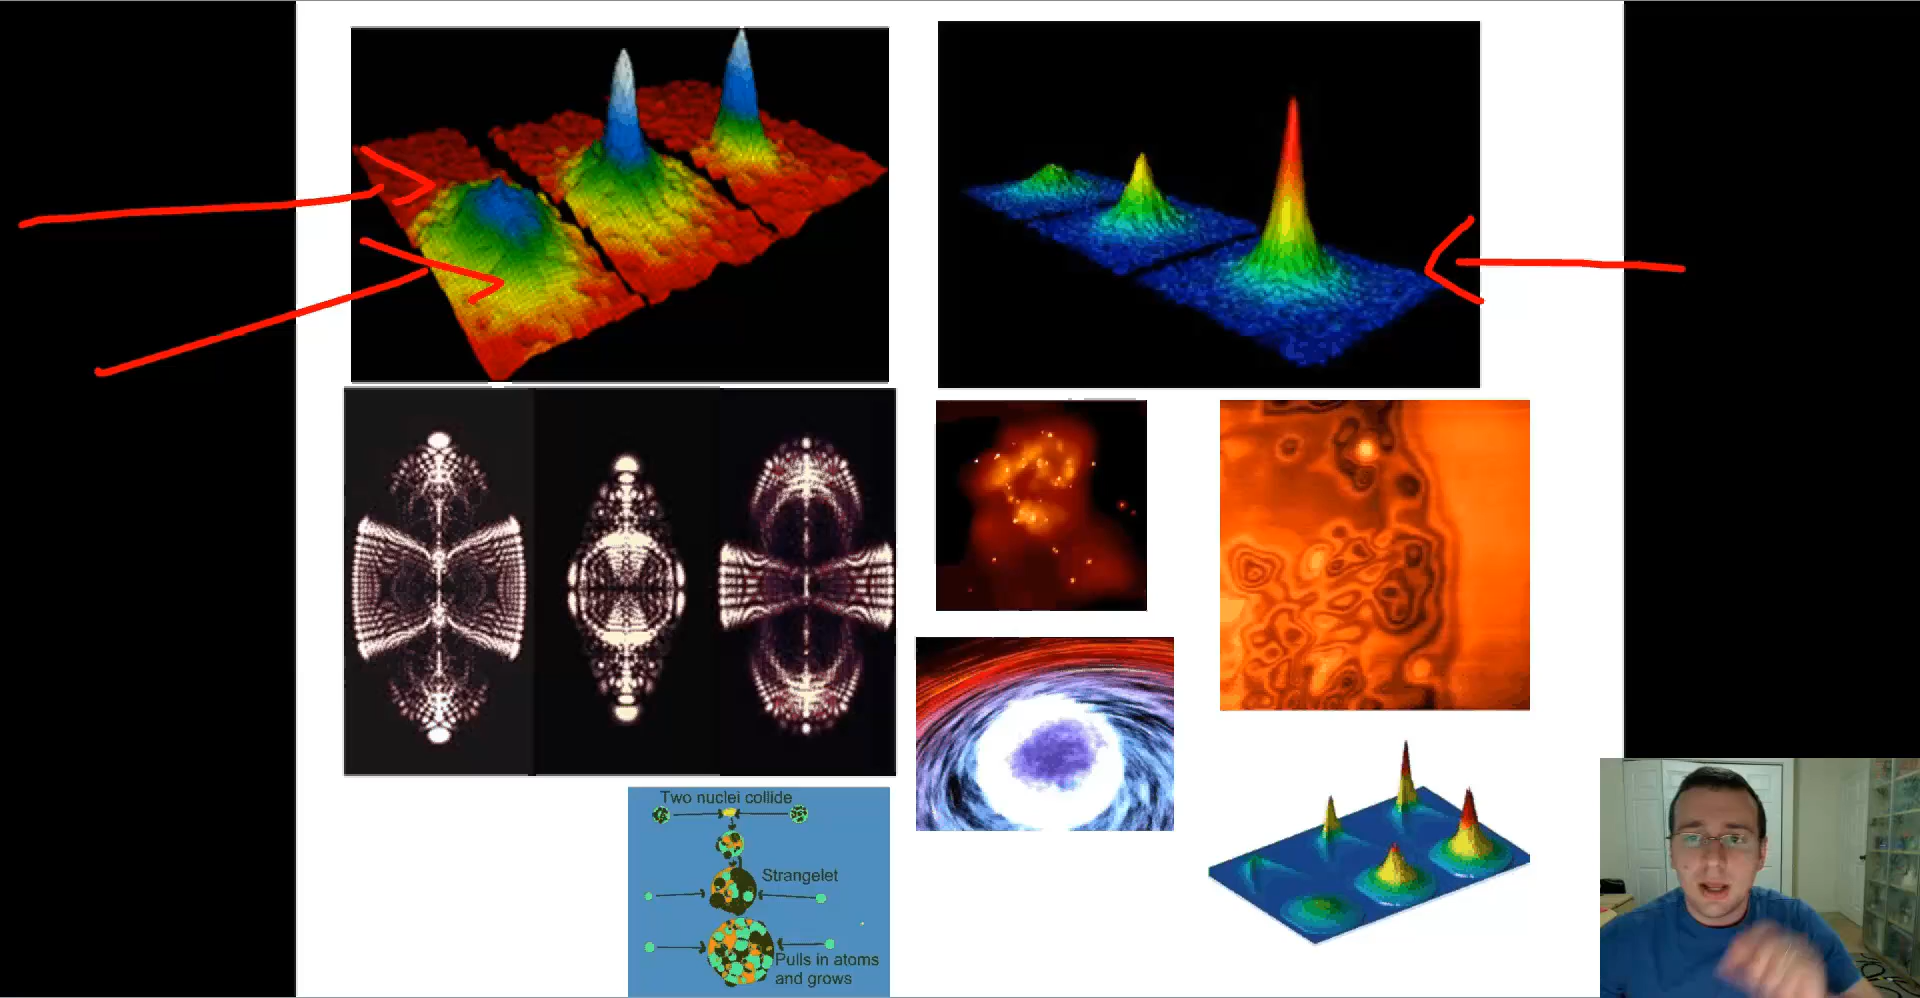 Two nuclei collide
Strangelet
Pulls in atoms
and grows